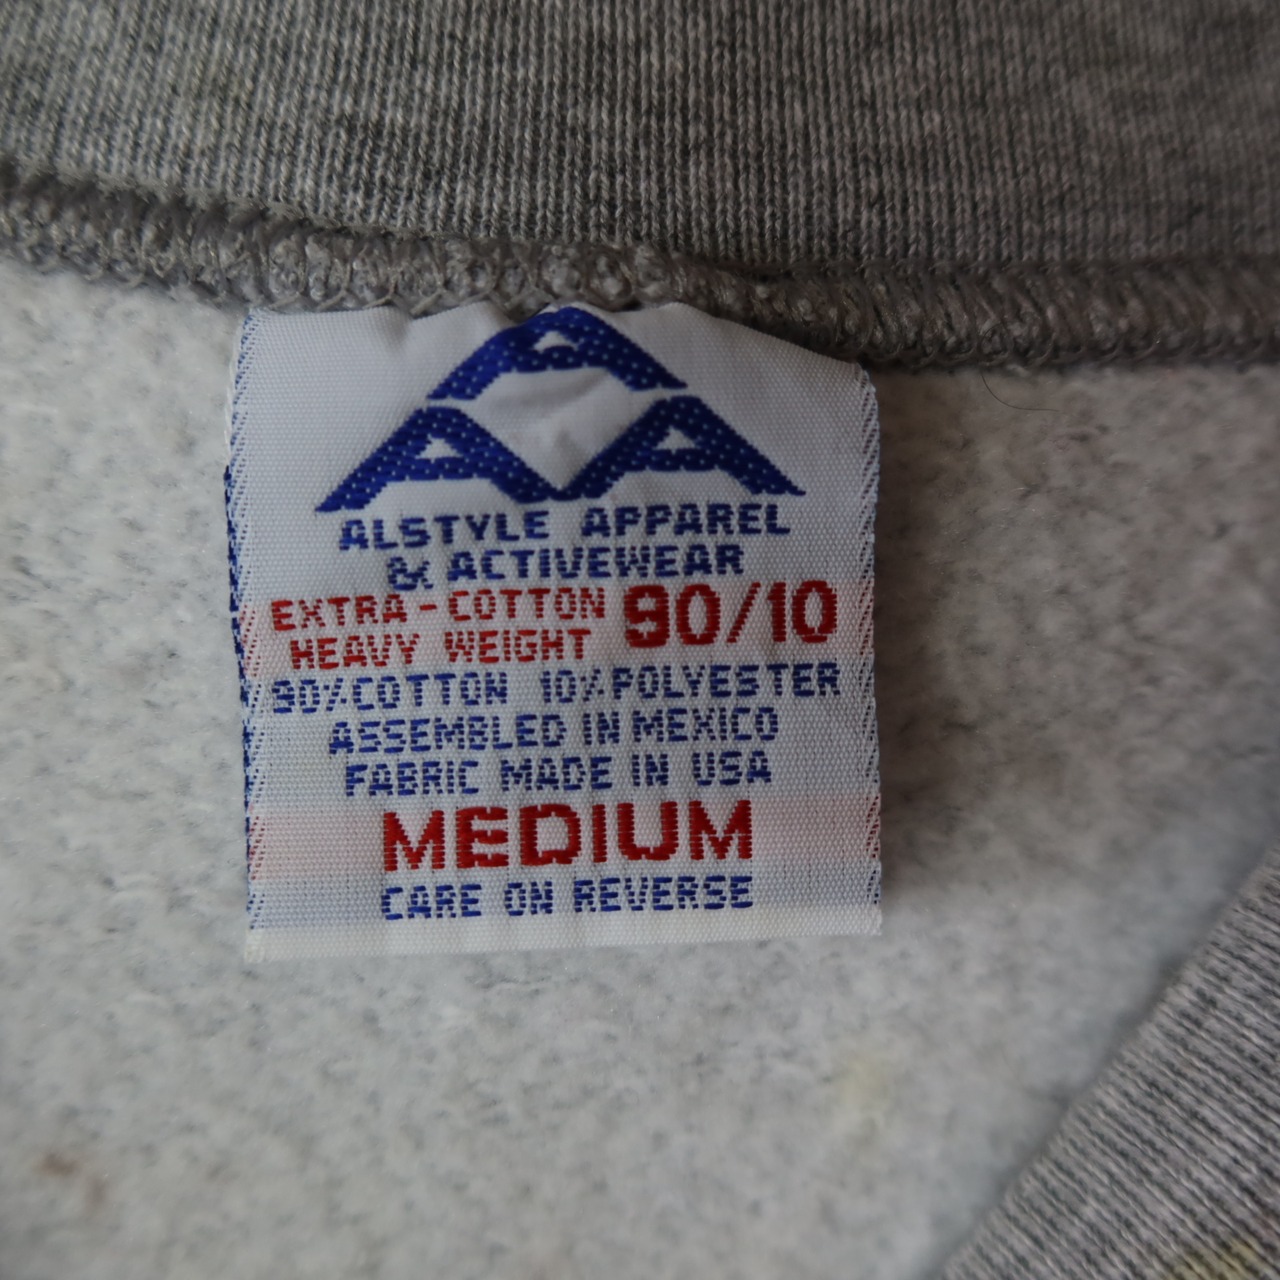 AAA
ALSTYLE APPAREL
& ACTIVEWEAR
EXTRA-COTTON 90/10
HEAVY WEIGHT
90% COTTON 10% POLYESTER
ASSEMBLED IN MEXICO
FABRIC MADE IN USA
MEDIUM
CARE ON REVERSE